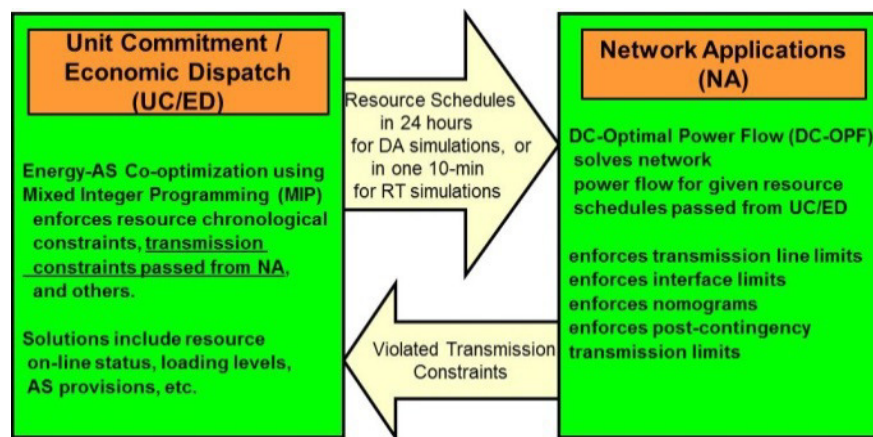 Unit Commitment /
Economic Dispatch
(UC/ED)
Energy-AS Co-optimization using
Mixed Integer Programming (MIP)
enforces resource chronological
constraints, transmission
constraints passed from NA,
and others.
Solutions include resource
on-line status, loading levels,
AS provisions, etc.
Resource Schedules
in 24 hours
for DA simulations, or
in one 10-min
for RT simulations
Violated Transmission
Constraints
Network Applications
(NA)
DC-Optimal Power Flow (DC-OPF)
solves network
power flow for given resource
schedules passed from UC/ED
enforces transmission line limits
enforces interface limits
enforces nomograms
enforces post-contingency
transmission limits